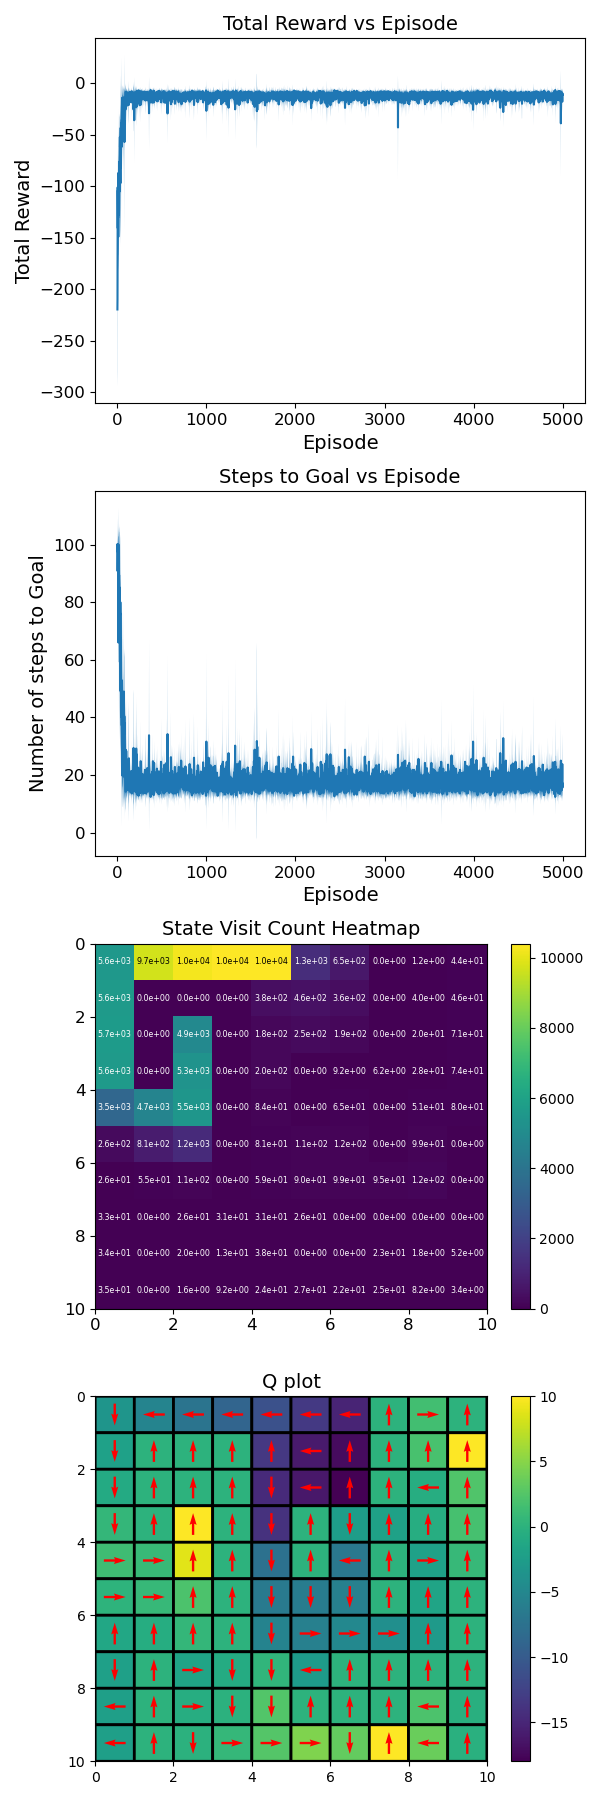 Total Reward vs Episode
0
−50
−100
−150
−200
−250
−300
Total Reward
0 1000 2000 3000 4000 5000
Episode
Steps to Goal vs Episode
100
80
60
40
20
0
Number of steps to Goal
0 1000 2000 3000 4000 5000
Episode
State Visit Count Heatmap
5.6e+03 9.7e+03 1.0e+04 1.0e+04 1.0e+04 1.3e+03 6.5e+02 0.0e+00 1.2e+00 4.4e+01
5.6e+03 0.0e+00 0.0e+00 0.0e+00 3.8e+02 4.6e+02 3.6e+02 0.0e+00 4.0e+00 4.6e+01
5.7e+03 0.0e+00 4.9e+03 0.0e+00 1.8e+02 2.5e+02 1.9e+02 0.0e+00 2.0e+01 7.1e+01
5.6e+03 0.0e+00 5.3e+03 0.0e+00 2.0e+02 0.0e+00 9.2e+00 6.2e+00 2.8e+01 7.4e+01
3.5e+03 4.7e+03 5.5e+03 0.0e+00 8.4e+01 0.0e+00 6.5e+01 0.0e+00 5.1e+01 8.0e+01
2.6e+02 8.1e+02 1.2e+03 0.0e+00 8.1e+01 1.1e+02 1.2e+02 0.0e+00 9.9e+01 0.0e+00
2.6e+01 5.5e+01 1.1e+02 0.0e+00 5.9e+01 9.0e+01 9.9e+01 9.5e+01 1.2e+02 0.0e+00
3.3e+01 0.0e+00 2.6e+01 3.1e+01 3.1e+01 2.6e+01 0.0e+00 0.0e+00 0.0e+00 0.0e+00
3.4e+01 0.0e+00 2.0e+00 1.3e+01 3.8e+01 0.0e+00 0.0e+00 2.3e+01 1.8e+00 5.2e+00
3.5e+01 0.0e+00 1.6e+00 9.2e+00 2.4e+01 2.7e+01 2.2e+01 2.5e+01 8.2e+00 3.4e+00
0
2
4
6
8
10
0 2 4 6 8 10
10000
8000
6000
4000
2000
0
Q plot
0
2
4
6
8
10
0 2 4 6 8 10
10
5
0
−5
−10
−15